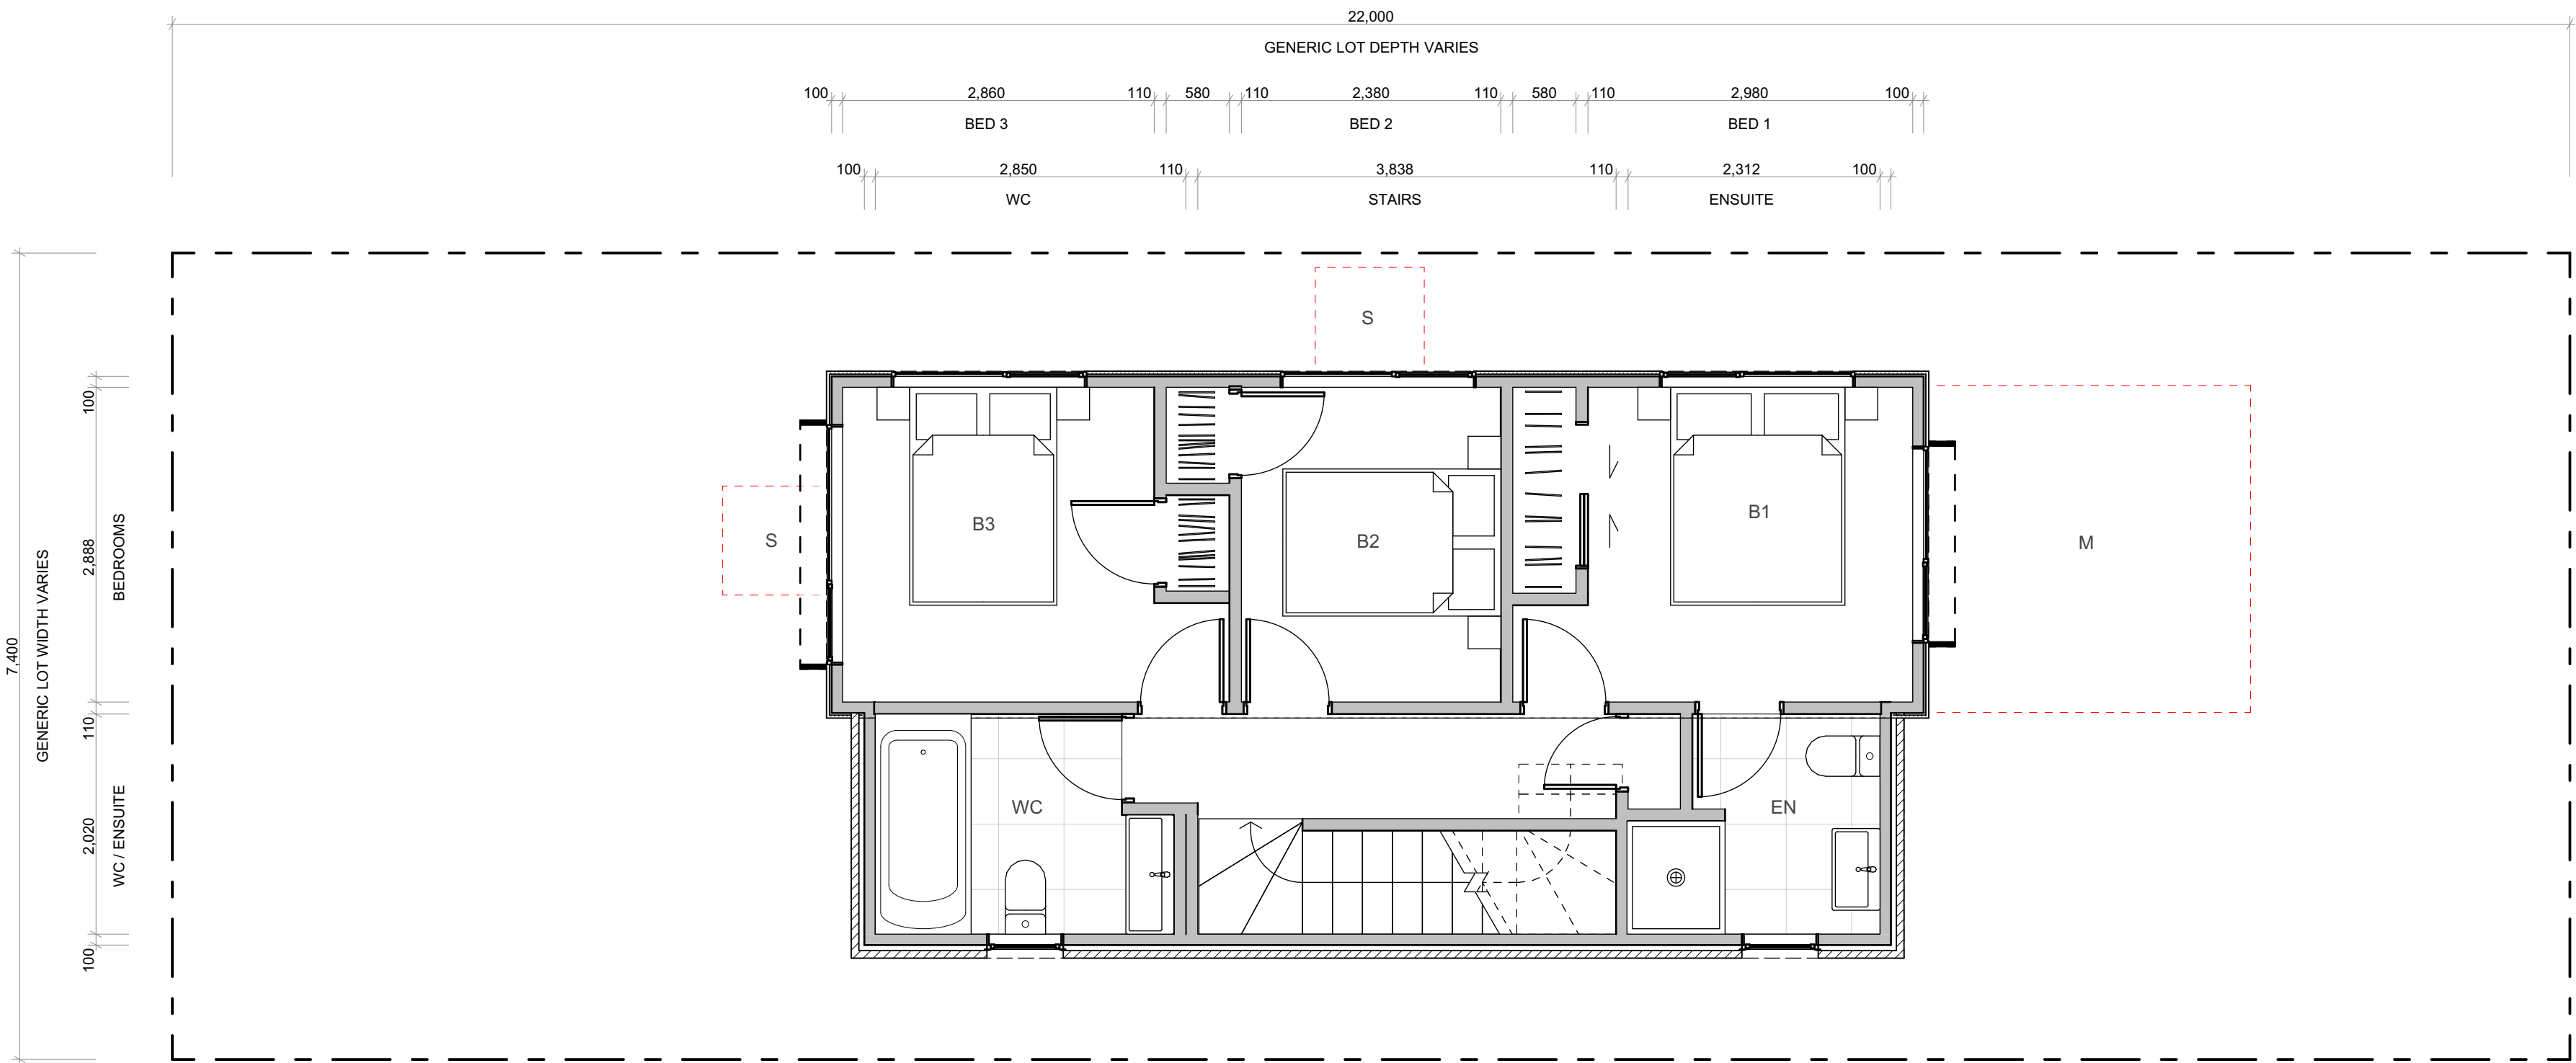 22,000
GENERIC LOT DEPTH VARIES
100 2,860 110 580 110 2,380 110 580 110 2,980 100
BED 3 BED 2 BED 1
100 2,850 110 3,838 110 2,312 100
WC STAIRS ENSUITE
7,400
GENERIC LOT WIDTH VARIES
100
2,888
BEDROOMS
110
2,020
WC / ENSUITE
100
S
S B3 B2 B1 M
WC EN